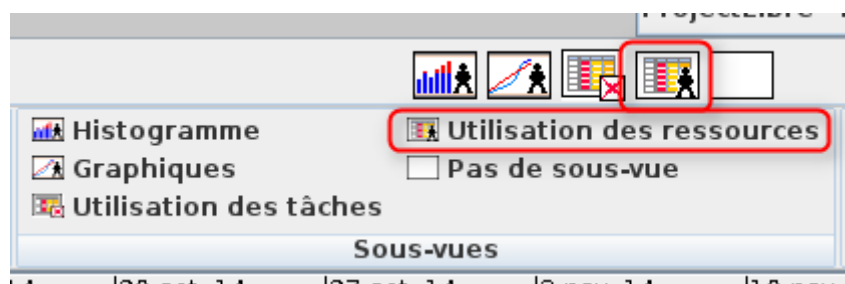 Histogramme
Utilisation des ressources
Graphiques
Pas de sous-vue
Utilisation des tâches
Sous-vues